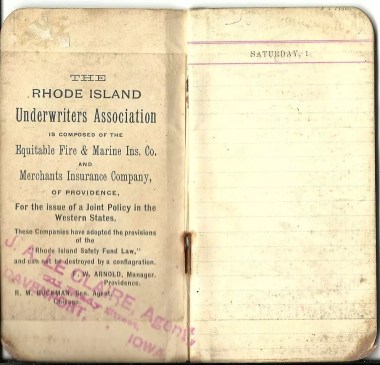 THE
RHODE ISLAND
Underwriters Association
IS COMPOSED OF THE
Equitable Fire & Marine Ins. Co.
AND
Merchants Insurance Company,
OF PROVIDENCE,
For the issue of a Joint Policy in the
Western States.
These Companies have adopted the provisions
of the
"Rhode Island Safety Fund Law,"
and can not be destroyed by a conflagration.
F. W. ARNOLD, Manager.
Providence.
R. M. BUCKMAN, Gen. Agent
Chicago.
J. A. LE CLAIRE, Agent,
DAVENPORT, IOWA
SATURDAY, 1